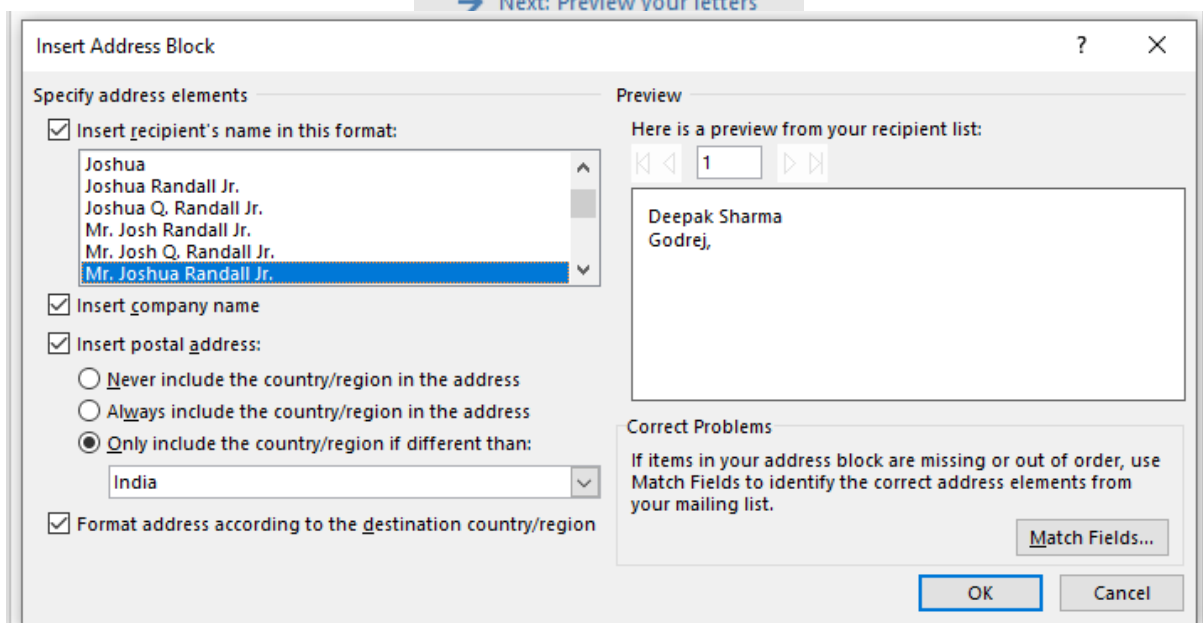 Next: Preview your letters
Insert Address Block
?
Specify address elements
Insert recipient's name in this format:
Joshua
Joshua Randall Jr.
Joshua Q. Randall Jr.
Mr. Josh Randall Jr.
Mr. Josh Q. Randall Jr.
Mr. Joshua Randall Jr.
Insert company name
Insert postal address:
Never include the country/region in the address
Always include the country/region in the address
Only include the country/region if different than:
India
Format address according to the destination country/region
Preview
Here is a preview from your recipient list:
1
Deepak Sharma
Godrej,
Correct Problems
If items in your address block are missing or out of order, use
Match Fields to identify the correct address elements from
your mailing list.
Match Fields...
OK
Cancel